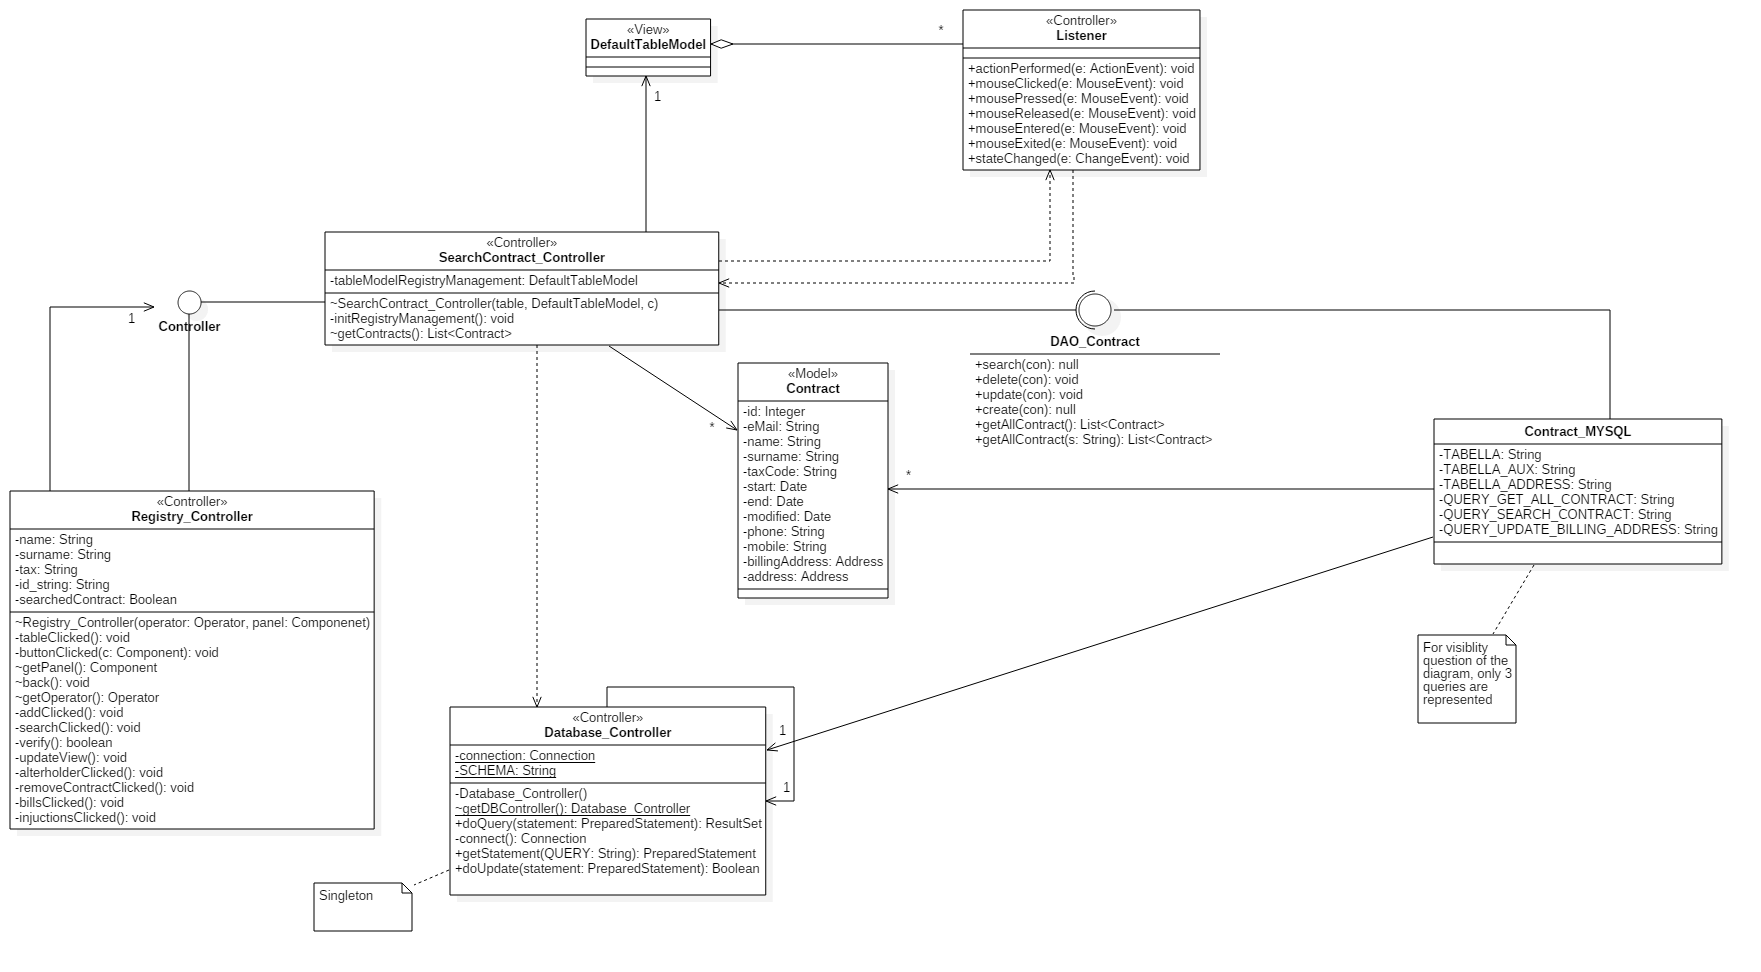 «View»
DefaultTableModel
*
1
«Controller»
Listener
+actionPerformed(e: ActionEvent): void
+mouseClicked(e: MouseEvent): void
+mousePressed(e: MouseEvent): void
+mouseReleased(e: MouseEvent): void
+mouseEntered(e: MouseEvent): void
+mouseExited(e: MouseEvent): void
+stateChanged(e: ChangeEvent): void
«Controller»
SearchContract_Controller
-tableModelRegistryManagement: DefaultTableModel
~SearchContract_Controller(table, DefaultTableModel, c)
-initRegistryManagement(): void
~getContracts(): List<Contract>
1
Controller
DAO_Contract
+search(con): null
+delete(con): void
+update(con): void
+create(con): null
+getAllContract(): List<Contract>
+getAllContract(s: String): List<Contract>
«Model»
Contract
-id: Integer
-eMail: String
-name: String
-surname: String
-taxCode: String
-start: Date
-end: Date
-modified: Date
-phone: String
-mobile: String
-billingAddress: Address
-address: Address
*
*
Contract_MYSQL
-TABELLA: String
-TABELLA_AUX: String
-TABELLA_ADDRESS: String
-QUERY_GET_ALL_CONTRACT: String
-QUERY_SEARCH_CONTRACT: String
-QUERY_UPDATE_BILLING_ADDRESS: String
For visiblity
question of the
diagram, only 3
queries are
represented
«Controller»
Registry_Controller
-name: String
-surname: String
-tax: String
-id_string: String
-searchedContract: Boolean
~Registry_Controller(operator: Operator, panel: Componenet)
-tableClicked(): void
-buttonClicked(c: Component): void
~getPanel(): Component
~back(): void
~getOperator(): Operator
-addClicked(): void
-searchClicked(): void
-verify(): boolean
-updateView(): void
-alterholderClicked(): void
-removeContractClicked(): void
-billsClicked(): void
-injuctionsClicked(): void
«Controller»
Database_Controller
-connection: Connection
-SCHEMA: String
-Database_Controller()
~getDBController(): Database_Controller
+doQuery(statement: PreparedStatement): ResultSet
-connect(): Connection
+getStatement(QUERY: String): PreparedStatement
+doUpdate(statement: PreparedStatement): Boolean
1
1
Singleton